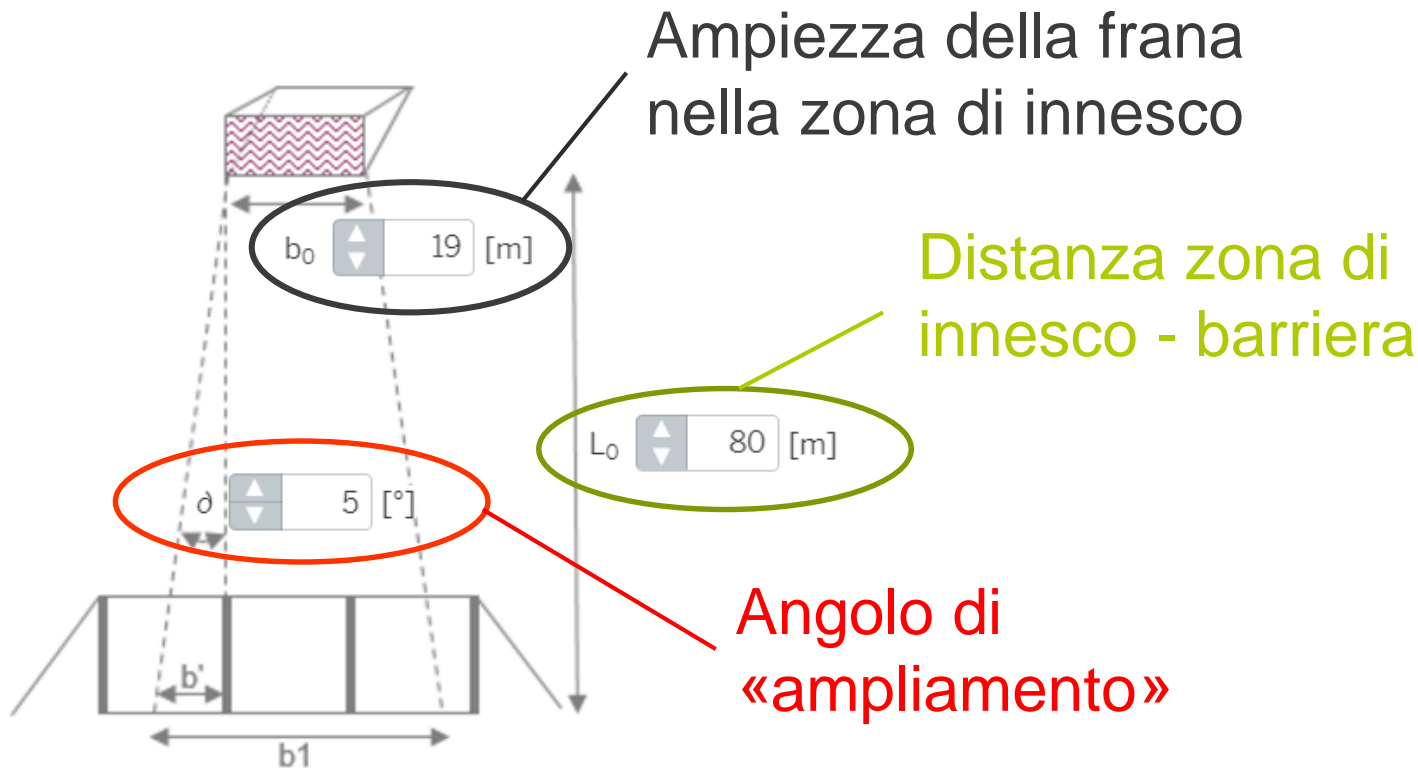 Ampiezza della frana
nella zona di innesco
b₀ 19 [m]
Distanza zona di
innesco - barriera
L₀ 80 [m]
∂ 5 [°]
Angolo di
«ampliamento»
b'
b1